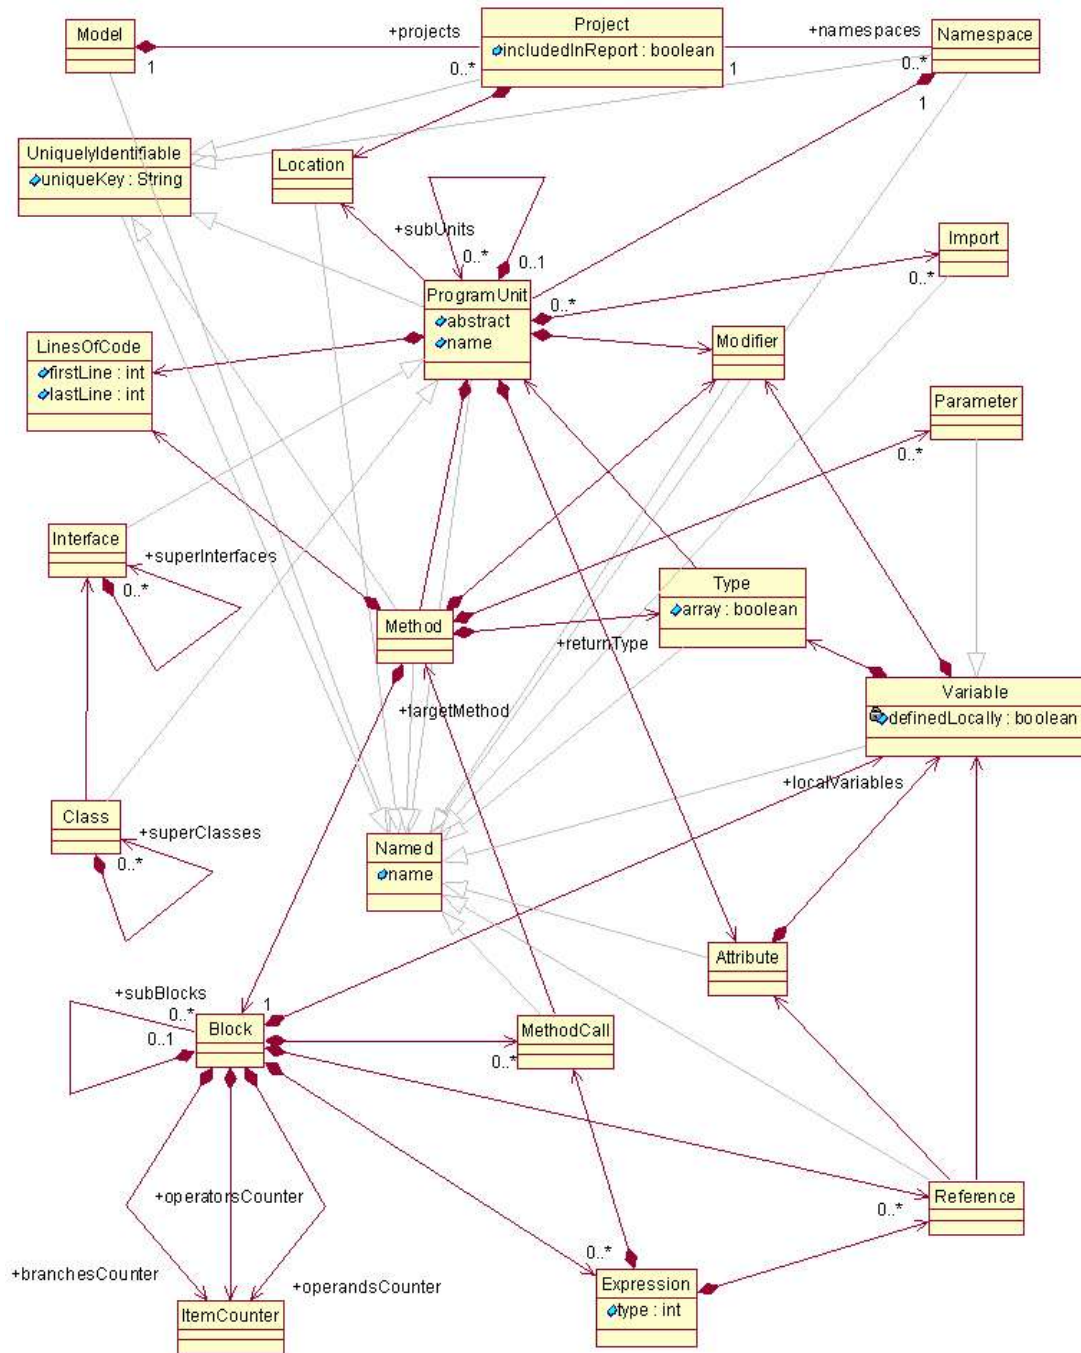 Model
+projects
Project
+namespaces
Namespace
includedInReport : boolean
1
0..*
1
0..*
1
UniquelyIdentifiable
uniqueKey : String
Location
+subUnits
0..*
0..1
Import
0..*
ProgramUnit
abstract
name
0..*
Modifier
LinesOfCode
firstLine : int
lastLine : int
Parameter
0..*
Interface
+superInterfaces
0..*
Type
array : boolean
Method
+returnType
Variable
definedLocally : boolean
+targetMethod
+localVariables
Class
+superClasses
0..*
Named
name
Attribute
+subBlocks
0..*
1
0..1
Block
MethodCall
0..*
+operatorsCounter
Reference
0..*
+branchesCounter
+operandsCounter
0..*
Expression
type : int
ItemCounter